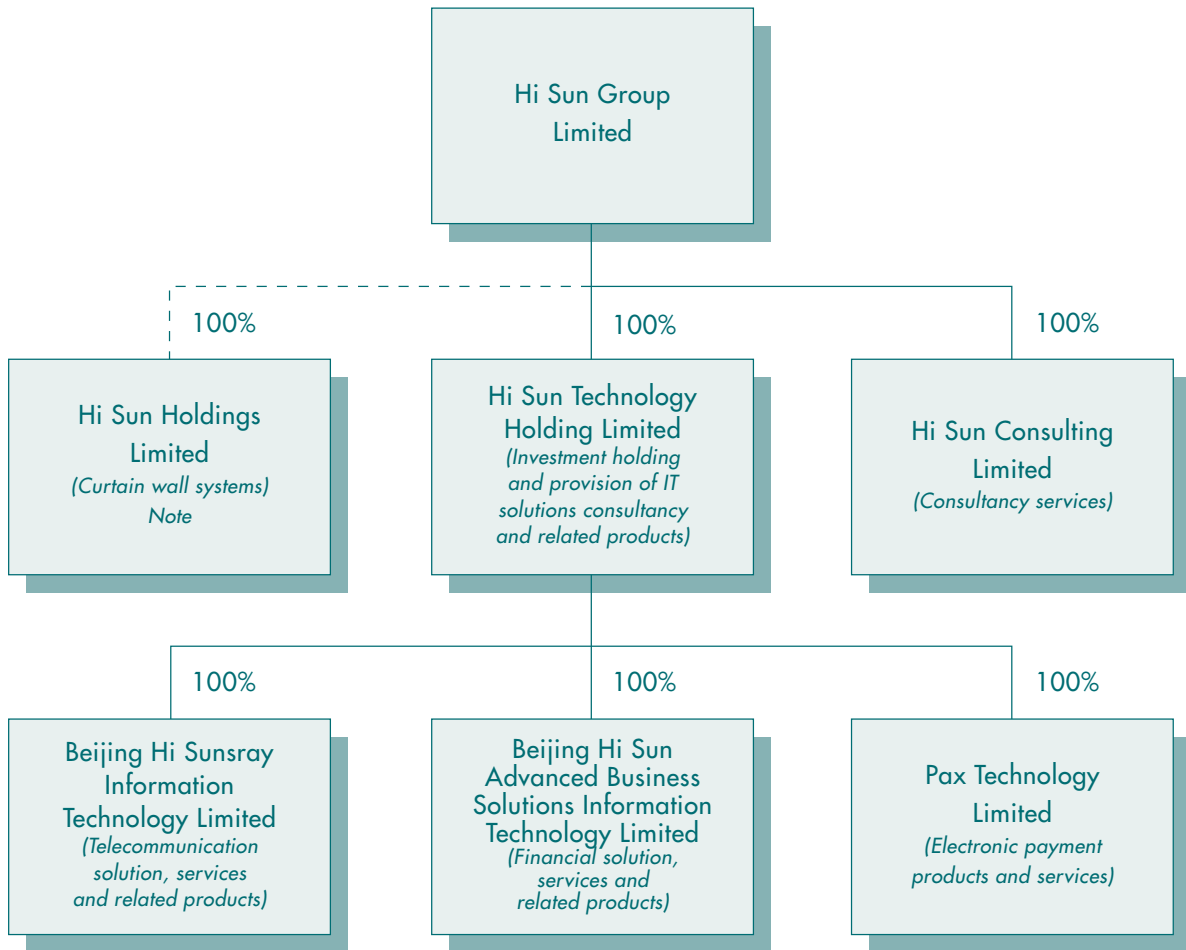 Hi Sun Group
Limited
100%
100%
100%
Hi Sun Holdings
Limited
(Curtain wall systems)
Note
Hi Sun Technology
Holding Limited
(Investment holding
and provision of IT
solutions consultancy
and related products)
Hi Sun Consulting
Limited
(Consultancy services)
100%
100%
100%
Beijing Hi Sunsray
Information
Technology Limited
(Telecommunication
solution, services
and related products)
Beijing Hi Sun
Advanced Business
Solutions Information
Technology Limited
(Financial solution,
services and
related products)
Pax Technology
Limited
(Electronic payment
products and services)